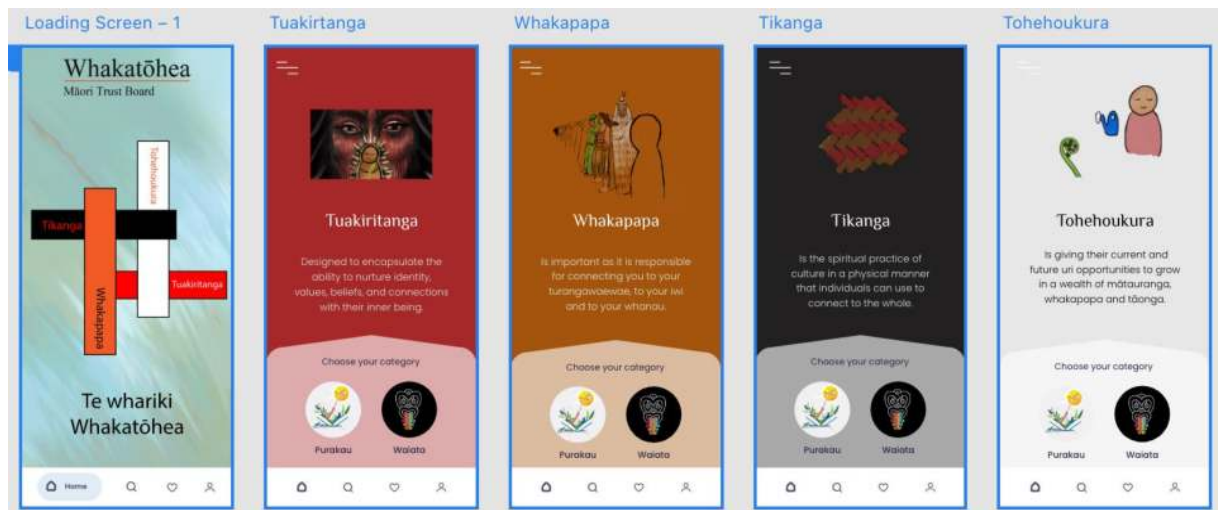 Loading Screen – 1
Whakatōhea
Māori Trust Board
Tohehoukura
Tikanga
Whakapapa
Tuakiritanga
Te whariki
Whakatōhea
Home
Tuakirtanga
Tuakiritanga
Designed to encapsulate the
ability to nurture identity,
values, beliefs, and connections
with their inner being.
Choose your category
Purakau
Waiata
Whakapapa
Whakapapa
Is important as it is responsible
for connecting you to your
turangawaewae, to your iwi
and to your whanau.
Choose your category
Purakau
Waiata
Tikanga
Tikanga
Is the spiritual practice of
culture in a physical manner
that individuals can use to
connect to the whole.
Choose your category
Purakau
Waiata
Tohehoukura
Tohehoukura
Is giving their current and
future uri opportunities to grow
in a wealth of mātauranga,
whakapapa and tāonga.
Choose your category
Purakau
Waiata